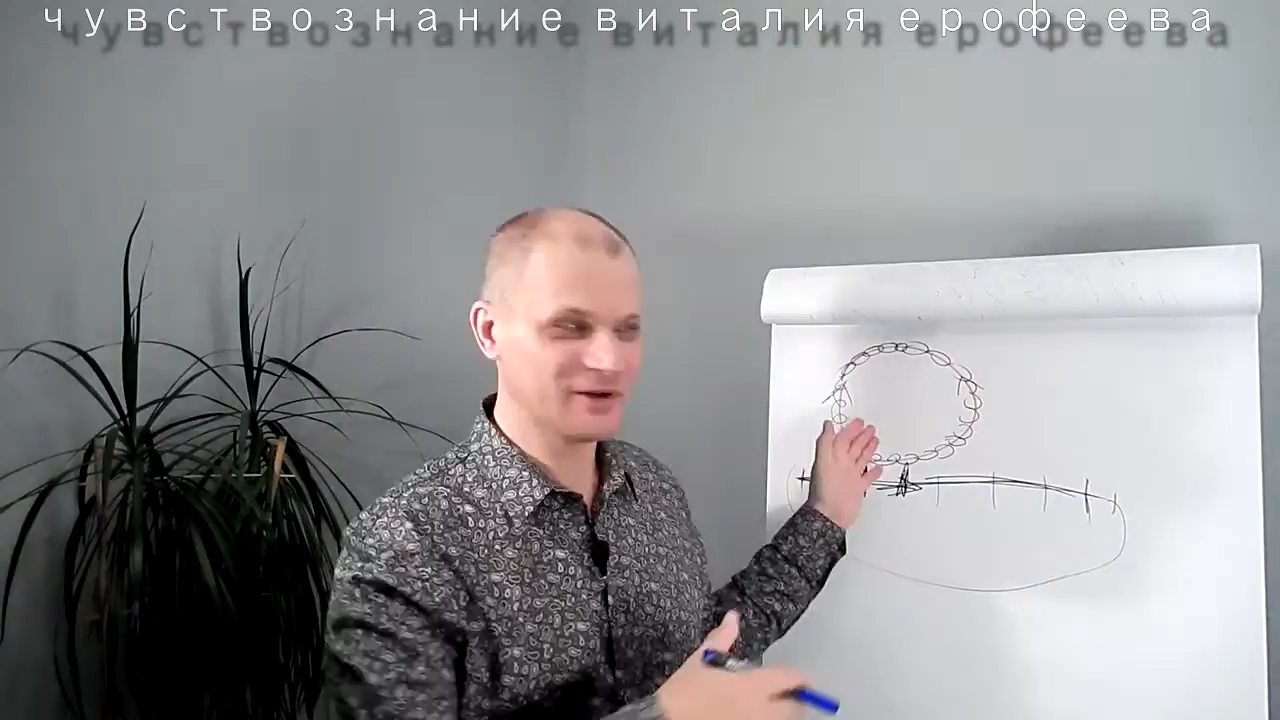 чувствознание виталия ерофеева